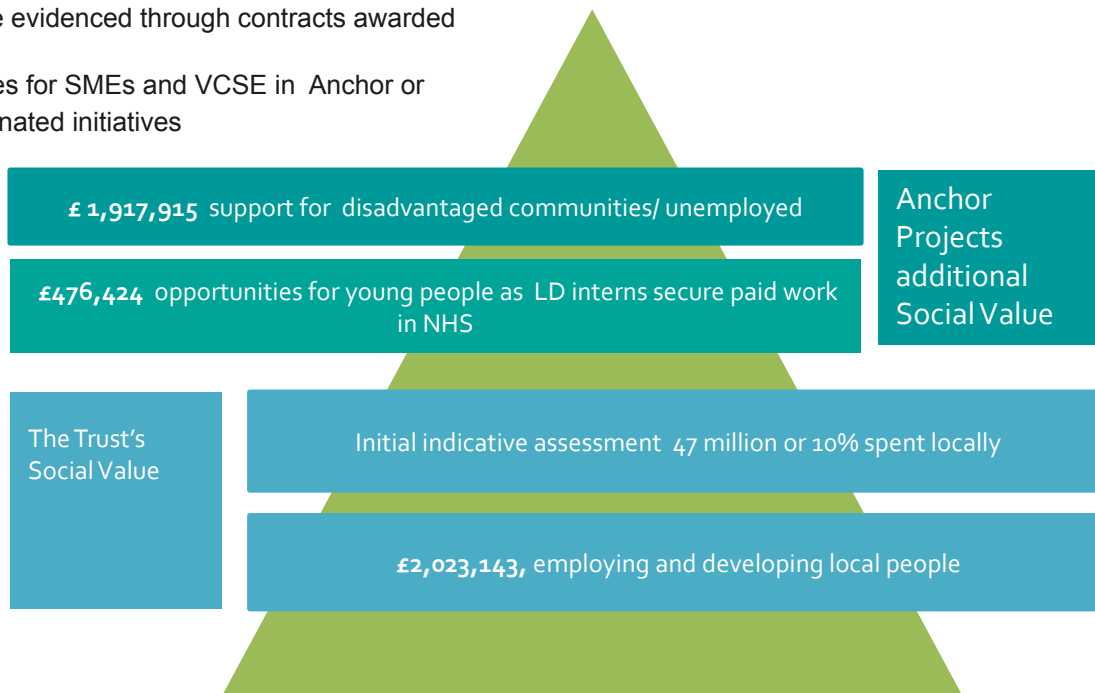 evidenced through contracts awarded
for SMEs and VCSE in Anchor or
initiatives
£ 1,917,915 support for disadvantaged communities/ unemployed
£476,424 opportunities for young people as LD interns secure paid work
in NHS
Anchor
Projects
additional
Social Value
The Trust's
Social Value
Initial indicative assessment 47 million or 10% spent locally
£2,023,143, employing and developing local people